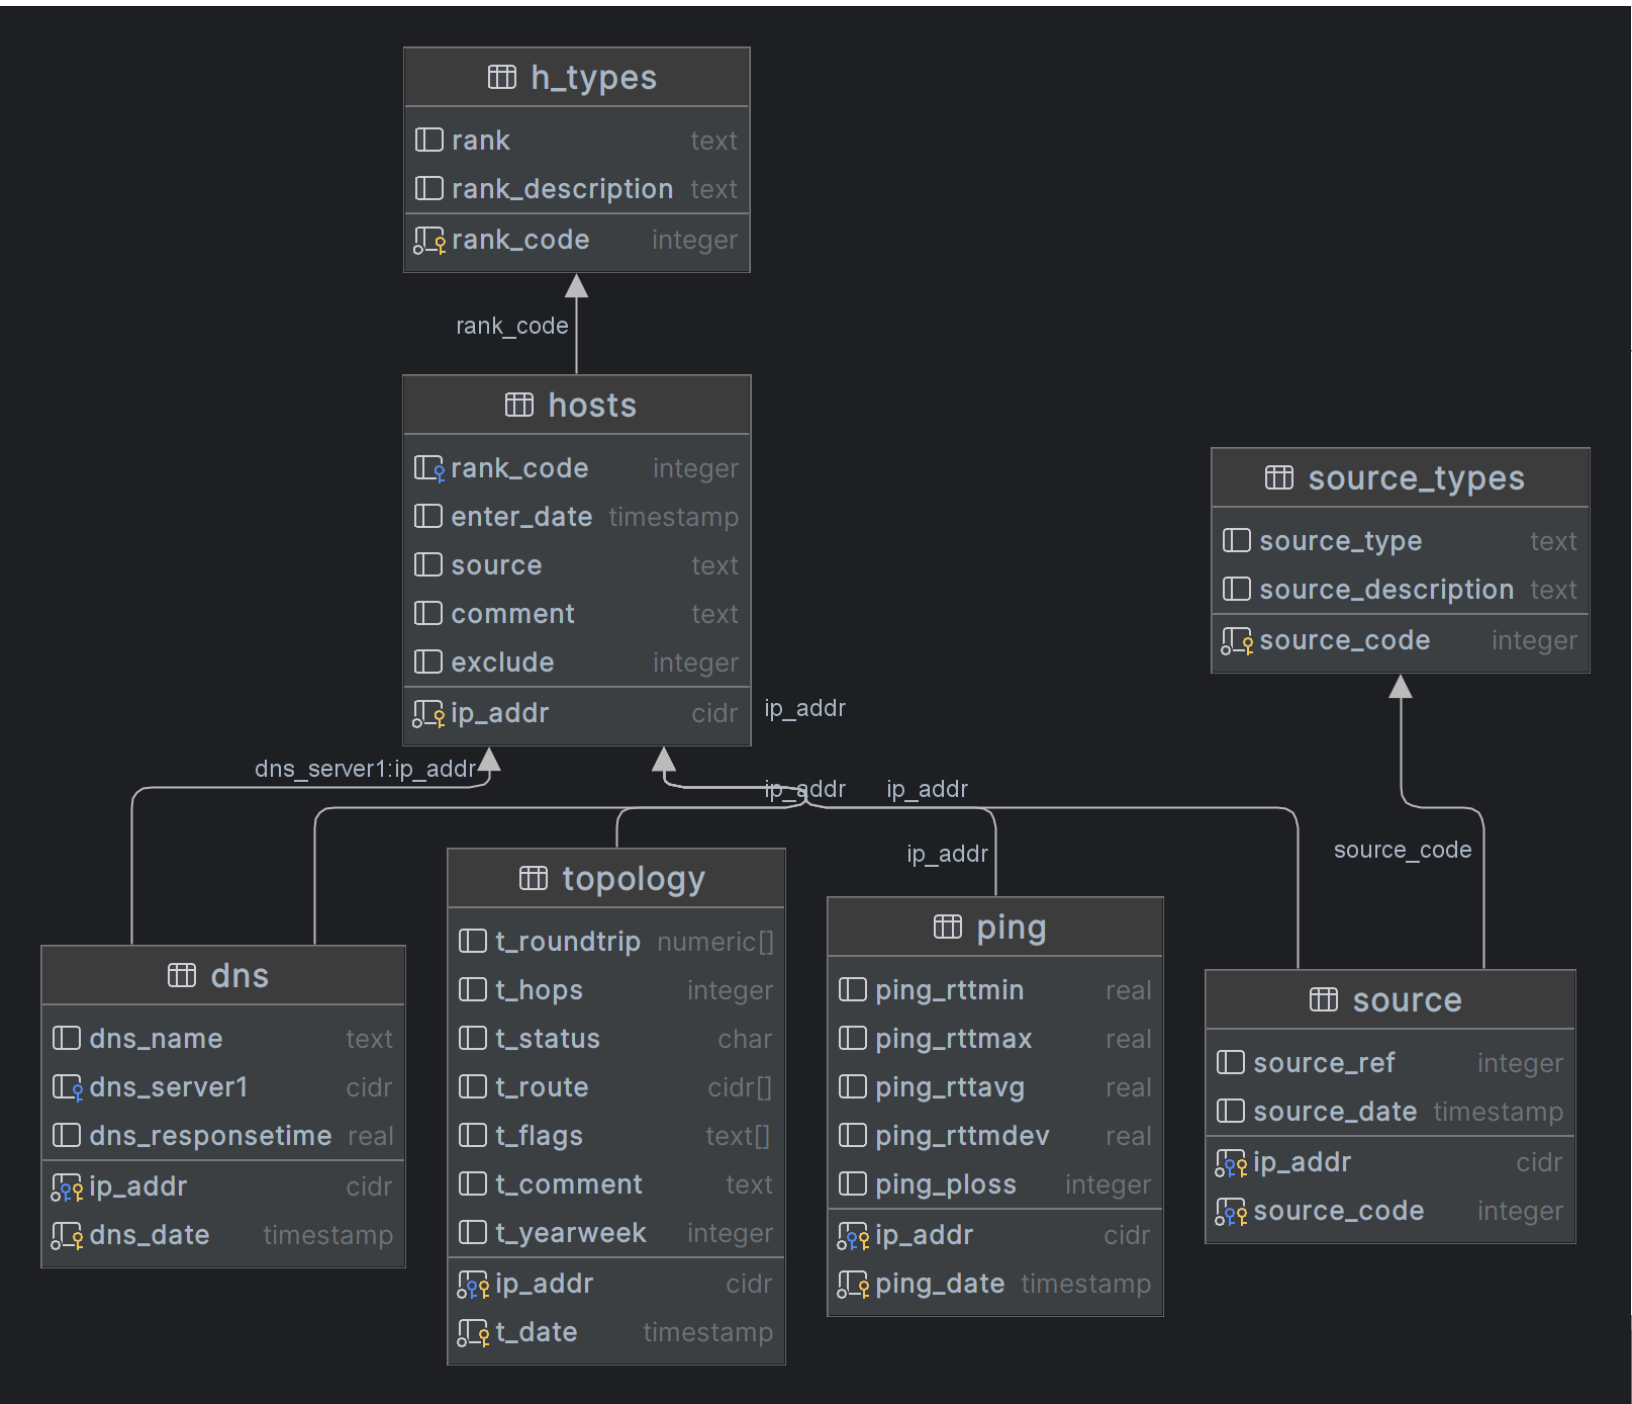 h_types
rank text
rank_description text
rank_code integer
rank_code
hosts
rank_code integer
enter_date timestamp
source text
comment text
exclude integer
ip_addr cidr
source_types
source_type text
source_description text
source_code integer
ip_addr
dns_server1:ip_addr
ip_addr
ip_addr
ip_addr
source_code
dns
dns_name text
dns_server1 cidr
dns_responsetime real
ip_addr cidr
dns_date timestamp
topology
t_roundtrip numeric[]
t_hops integer
t_status char
t_route cidr[]
t_flags text[]
t_comment text
t_yearweek integer
ip_addr cidr
t_date timestamp
ping
ping_rttmin real
ping_rttmax real
ping_rttavg real
ping_rttmdev real
ping_ploss integer
ip_addr cidr
ping_date timestamp
source
source_ref integer
source_date timestamp
ip_addr cidr
source_code integer